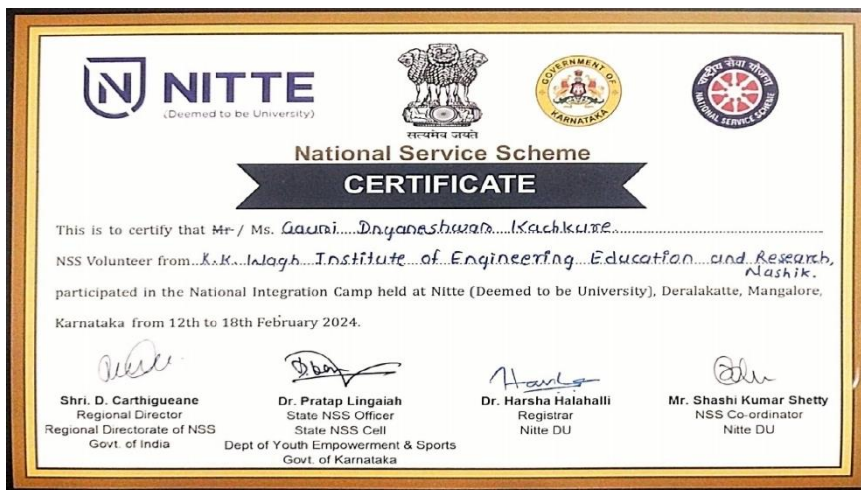 NITTE
(Deemed to be University)
सत्यमेव जयते
GOVERNMENT OF
KARNATAKA
राष्ट्रीय सेवा योजना
NATIONAL SERVICE SCHEME
National Service Scheme
CERTIFICATE
This is to certify that Mr / Ms. Gauri Dnyaneshwar Kachkure
NSS Volunteer from K.K. Wagh Institute of Engineering Education and Research,
Nashik.
participated in the National Integration Camp held at Nitte (Deemed to be University), Deralakatte, Mangalore,
Karnataka from 12th to 18th February 2024.
Shri. D. Carthigueane
Regional Director
Regional Directorate of NSS
Govt. of India
Dr. Pratap Lingaiah
State NSS Officer
State NSS Cell
Dept of Youth Empowerment & Sports
Govt. of Karnataka
Dr. Harsha Halahalli
Registrar
Nitte DU
Mr. Shashi Kumar Shetty
NSS Co-ordinator
Nitte DU